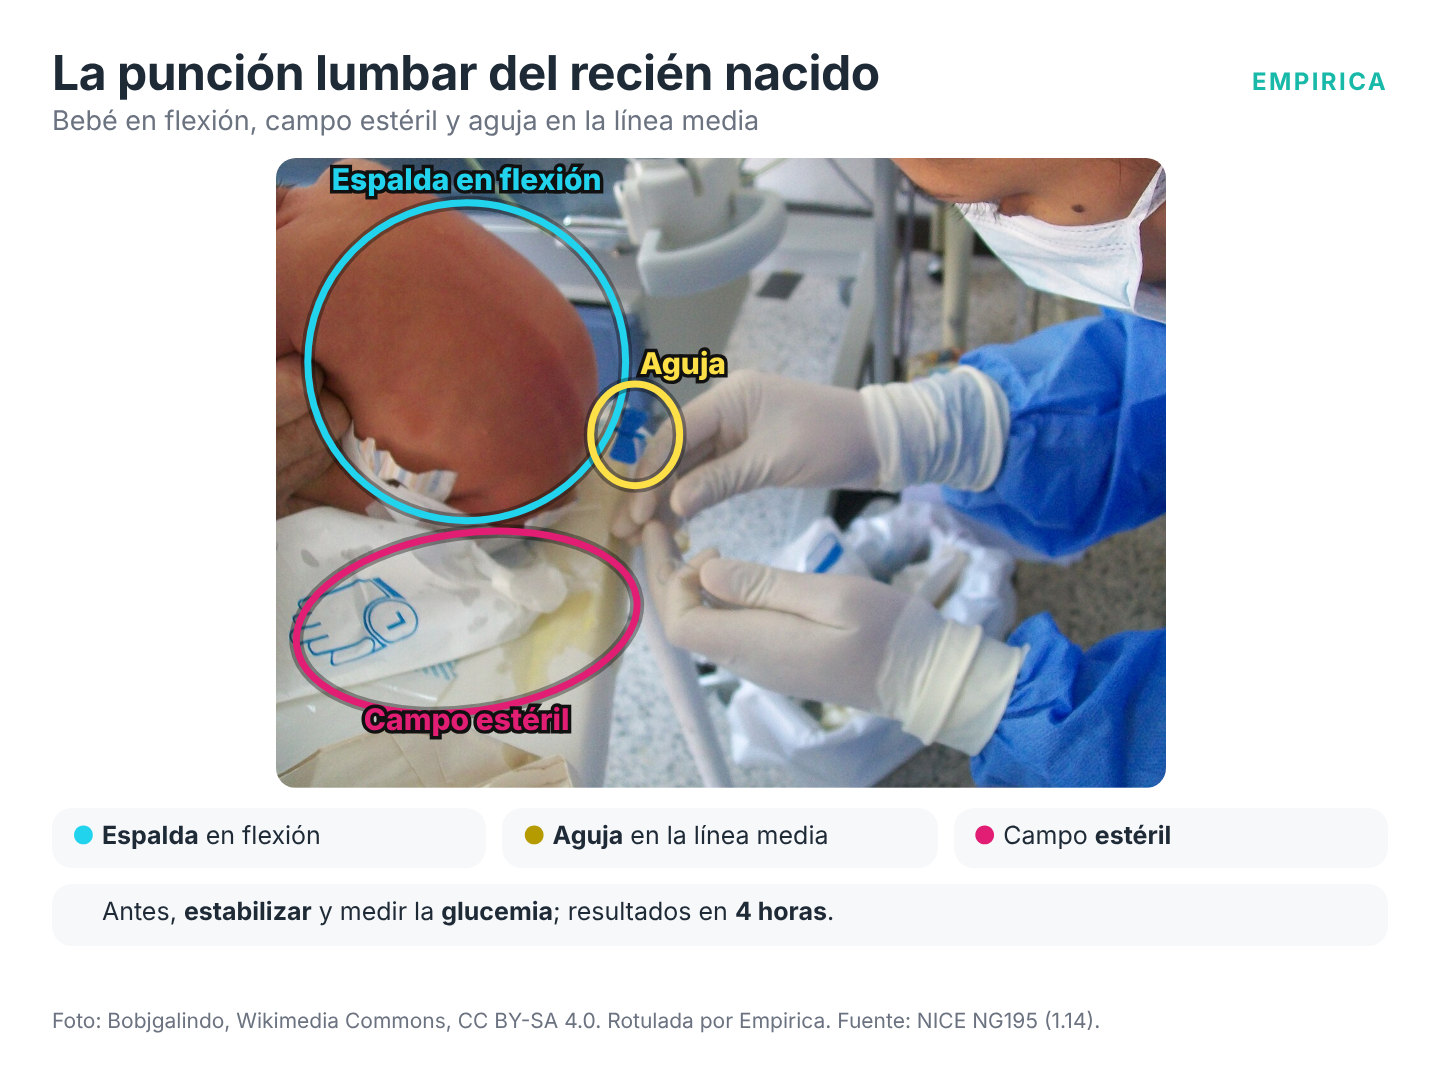 La punción lumbar del recién nacido
EMPIRICA
Bebé en flexión, campo estéril y aguja en la línea media
Espalda en flexión
Aguja
Campo estéril
Espalda en flexión
Aguja en la línea media
Campo estéril
Antes, estabilizar y medir la glucemia; resultados en 4 horas.
Foto: Bobjgalindo, Wikimedia Commons, CC BY-SA 4.0. Rotulada por Empirica. Fuente: NICE NG195 (1.14).